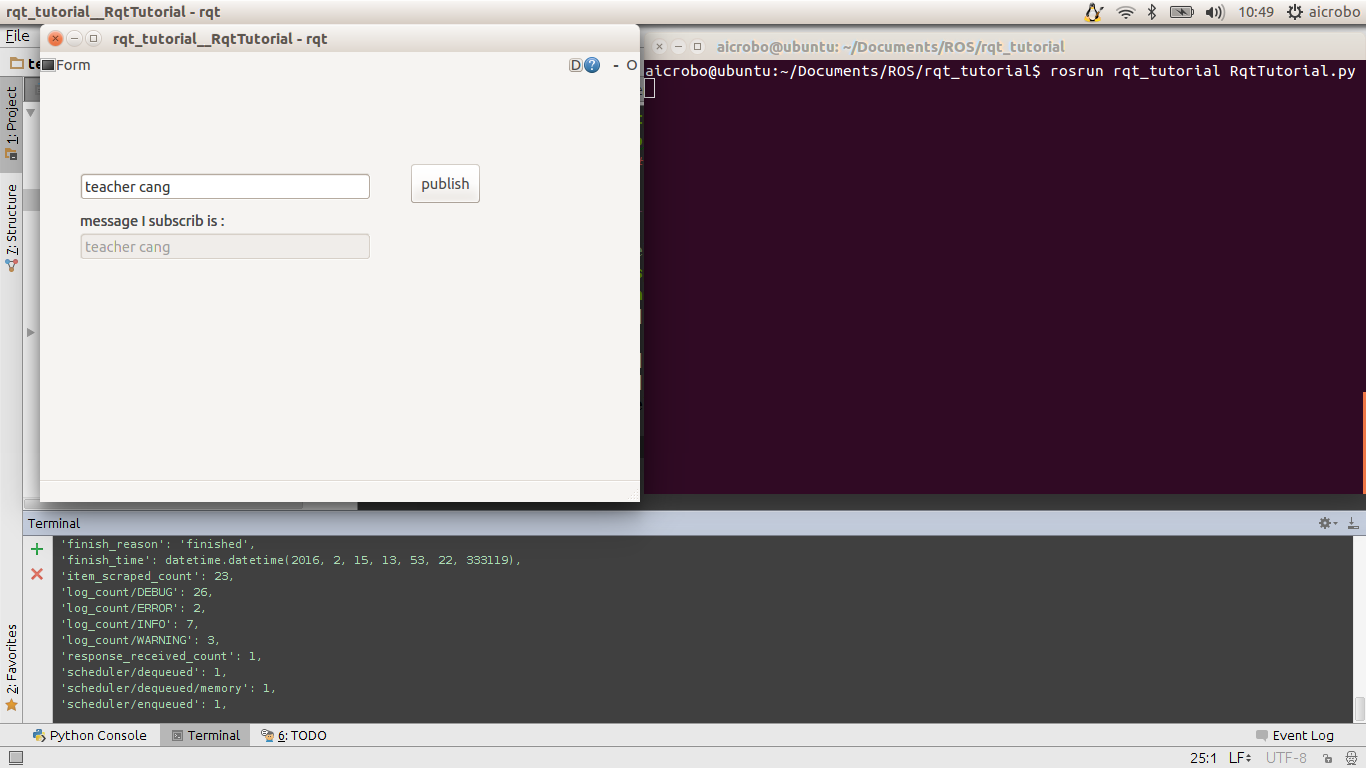 rqt_tutorial__RqtTutorial - rqt
10:49
aicrobo
File
rqt_tutorial__RqtTutorial - rqt
Form
D
?
- O
teacher cang
publish
message I subscrib is :
teacher cang
aicrobo@ubuntu: ~/Documents/ROS/rqt_tutorial
aicrobo@ubuntu:~/Documents/ROS/rqt_tutorial$ rosrun rqt_tutorial RqtTutorial.py
1: Project
7: Structure
2: Favorites
Terminal
'finish_reason': 'finished',
'finish_time': datetime.datetime(2016, 2, 15, 13, 53, 22, 333119),
'item_scraped_count': 23,
'log_count/DEBUG': 26,
'log_count/ERROR': 2,
'log_count/INFO': 7,
'log_count/WARNING': 3,
'response_received_count': 1,
'scheduler/dequeued': 1,
'scheduler/dequeued/memory': 1,
'scheduler/enqueued': 1,
Python Console
Terminal
6: TODO
Event Log
25:1
LF
UTF-8